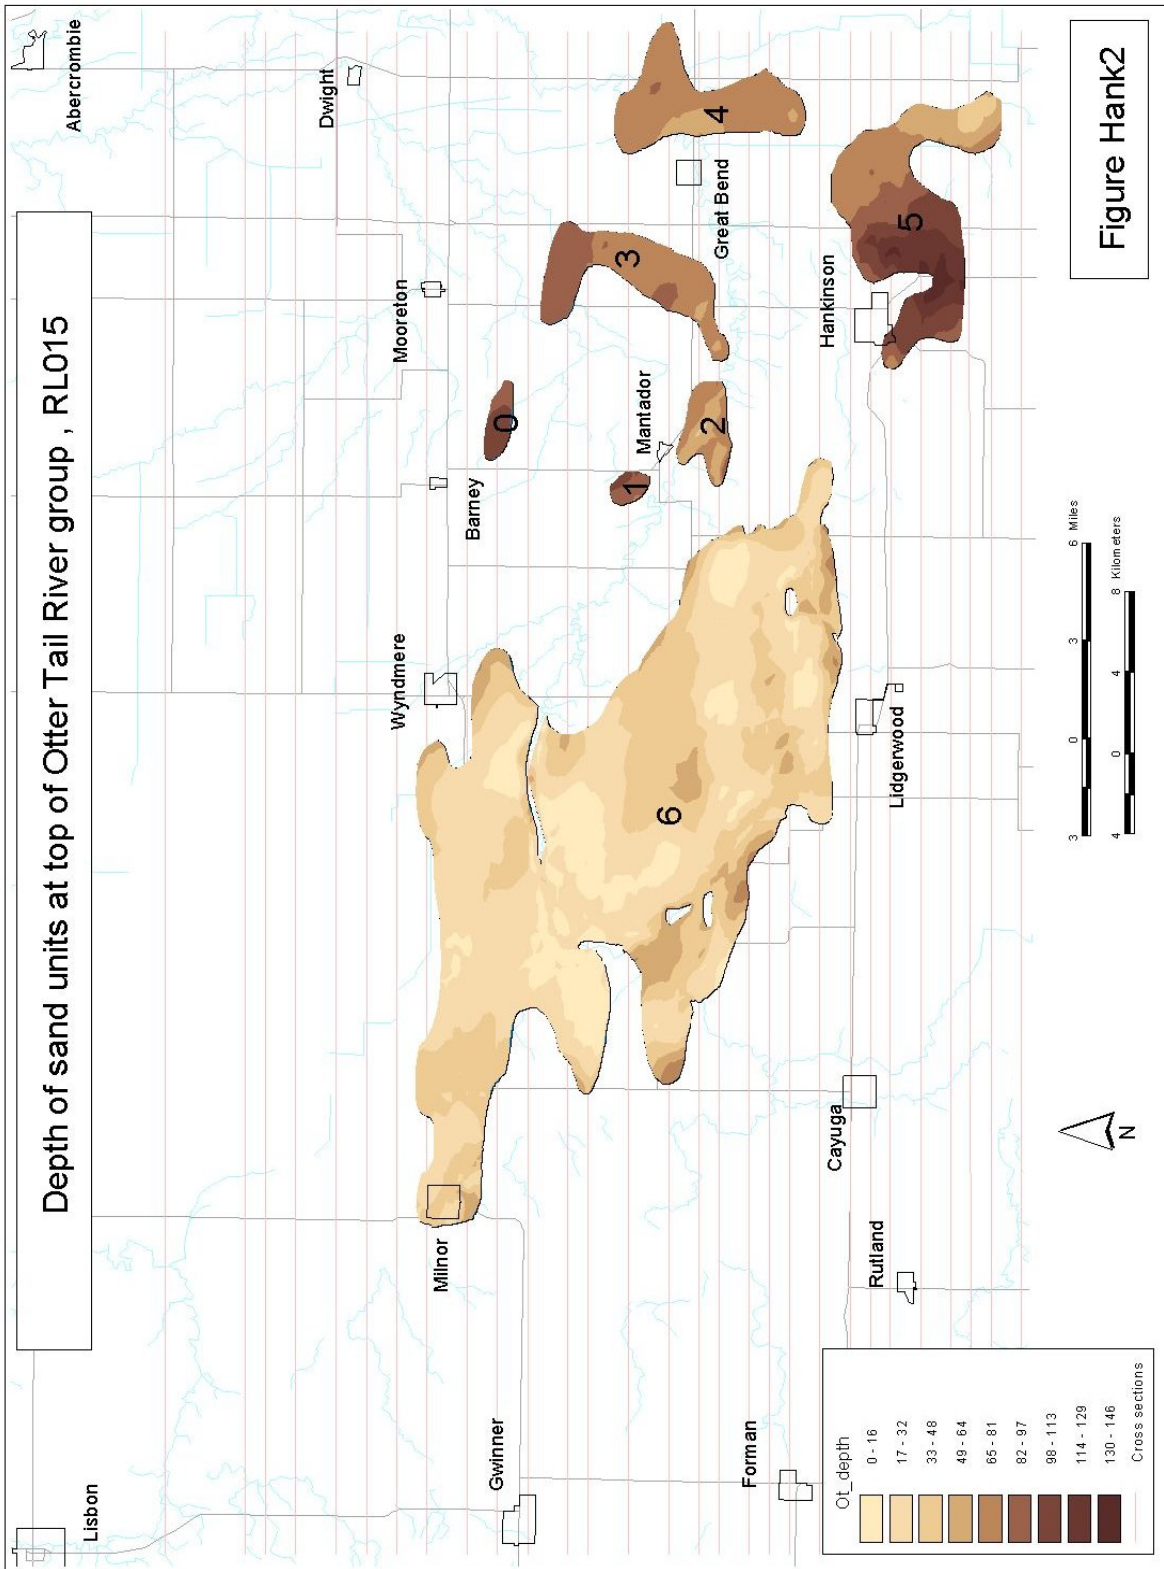 Depth of sand units at top of Otter Tail River group , RL015
Lisbon
Abercrombie
Dwight
Mooreton
Wyndmere
Barney
Milnor
Gwinner
0
1
Mantador
2
3
4
Great Bend
6
Forman
Hankinson
5
Lidgerwood
Cayuga
Rutland
Ot_depth
0 - 16
17 - 32
33 - 48
49 - 64
65 - 81
82 - 97
98 - 113
114 - 129
130 - 146
Cross sections
N
3 0 3 6 Miles
4 0 4 8 Kilometers
Figure Hank2